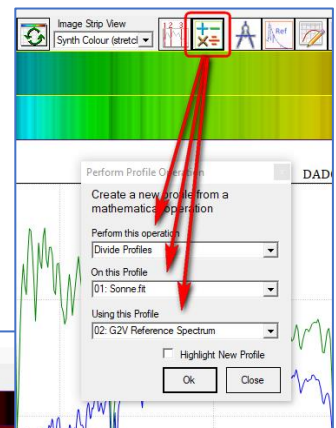 Image Strip View
Synth Colour (stretcl
1 2 3
Ref
Perform Profile Operation
DADO
Create a new profile from a
mathematical operation
Perform this operation
Divide Profiles
On this Profile
01: Sonne.fit
Using this Profile
02: G2V Reference Spectrum
Highlight New Profile
Ok
Close